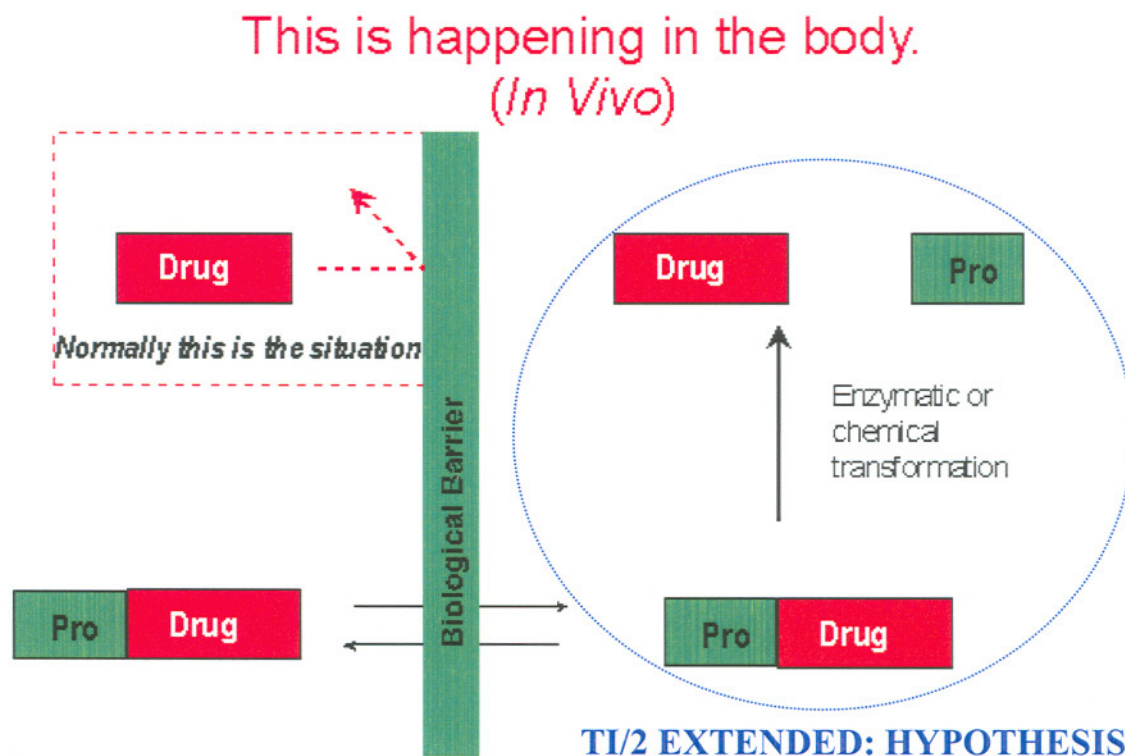 This is happening in the body.
(In Vivo)
Drug
Normally this is the situation
Biological Barrier
Pro
Drug
Drug
Pro
Enzymatic or
chemical
transformation
Pro
Drug
TI/2 EXTENDED: HYPOTHESIS